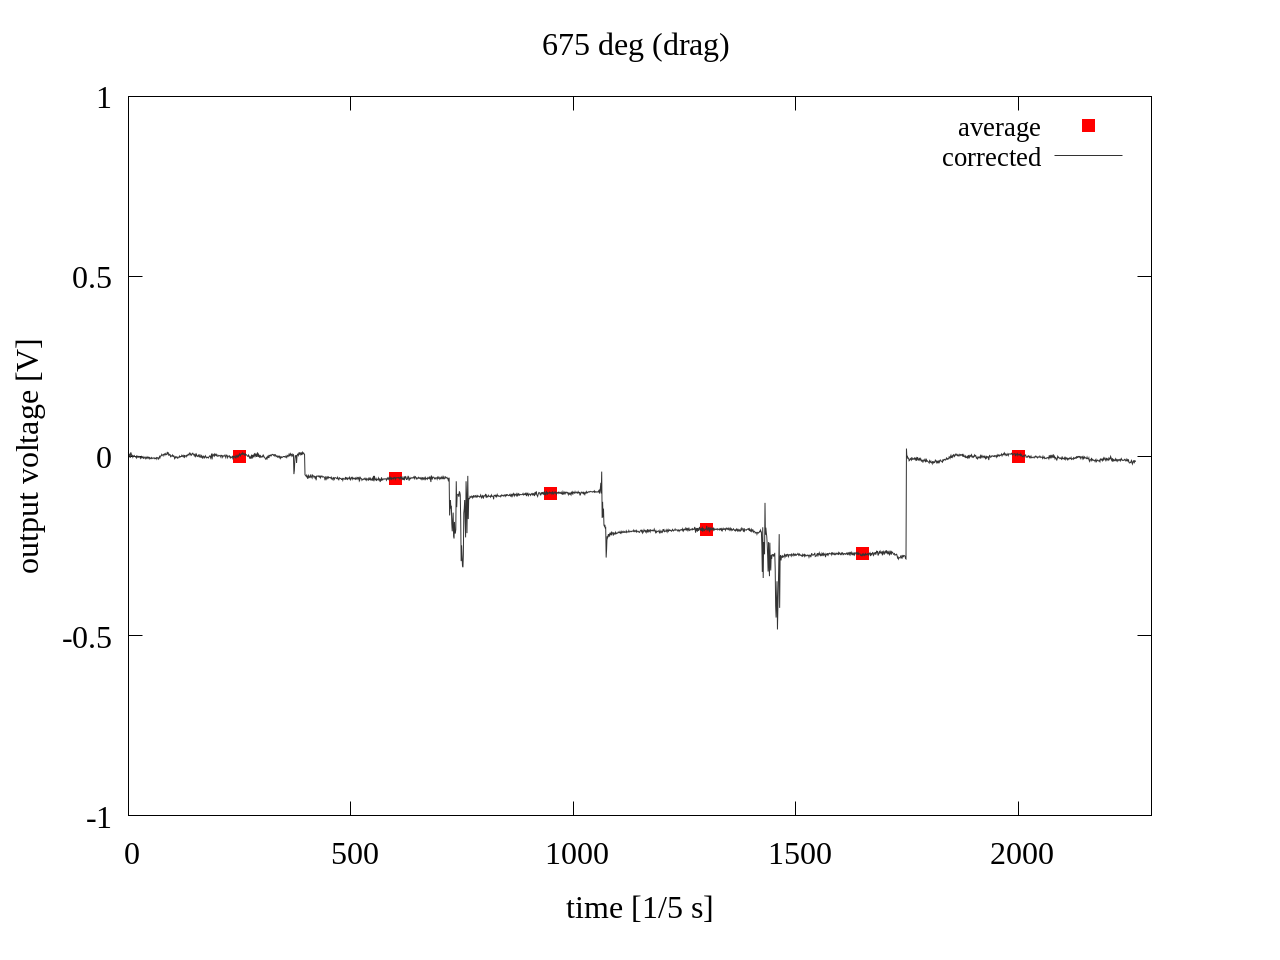 675 deg (drag)
average
corrected
1
0.5
0
-0.5
-1
output voltage [V]
0 500 1000 1500 2000
time [1/5 s]